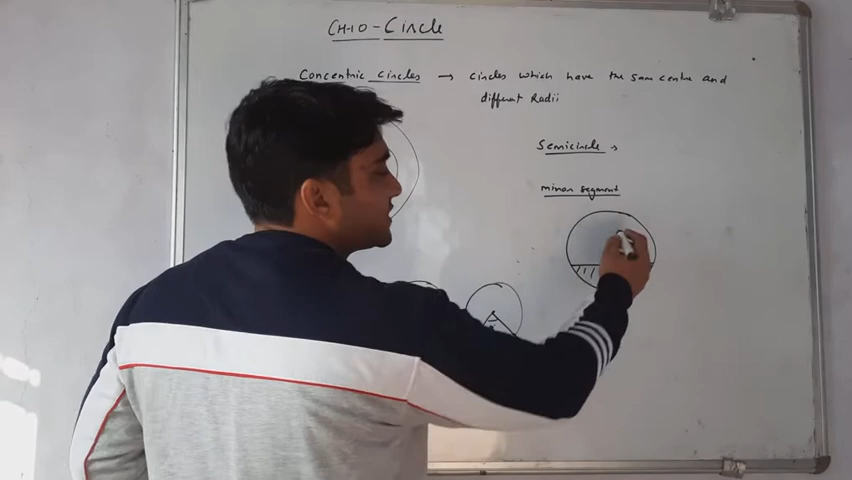 CH-10 - Circle
Concentric circles → circles which have the sam centre and
different Radii
Semicircle →
minor segment